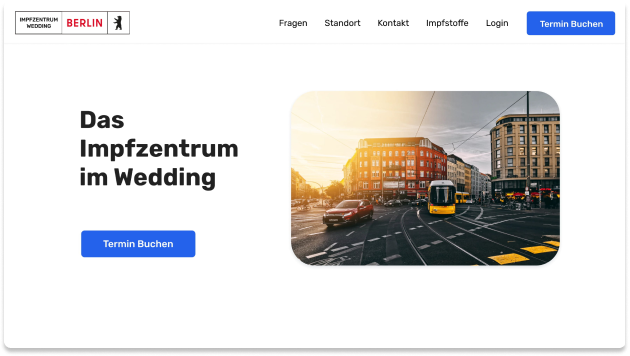 IMPFZENTRUM
WEDDING
BERLIN
Fragen
Standort
Kontakt
Impfstoffe
Login
Termin Buchen
Das
Impfzentrum
im Wedding
Termin Buchen